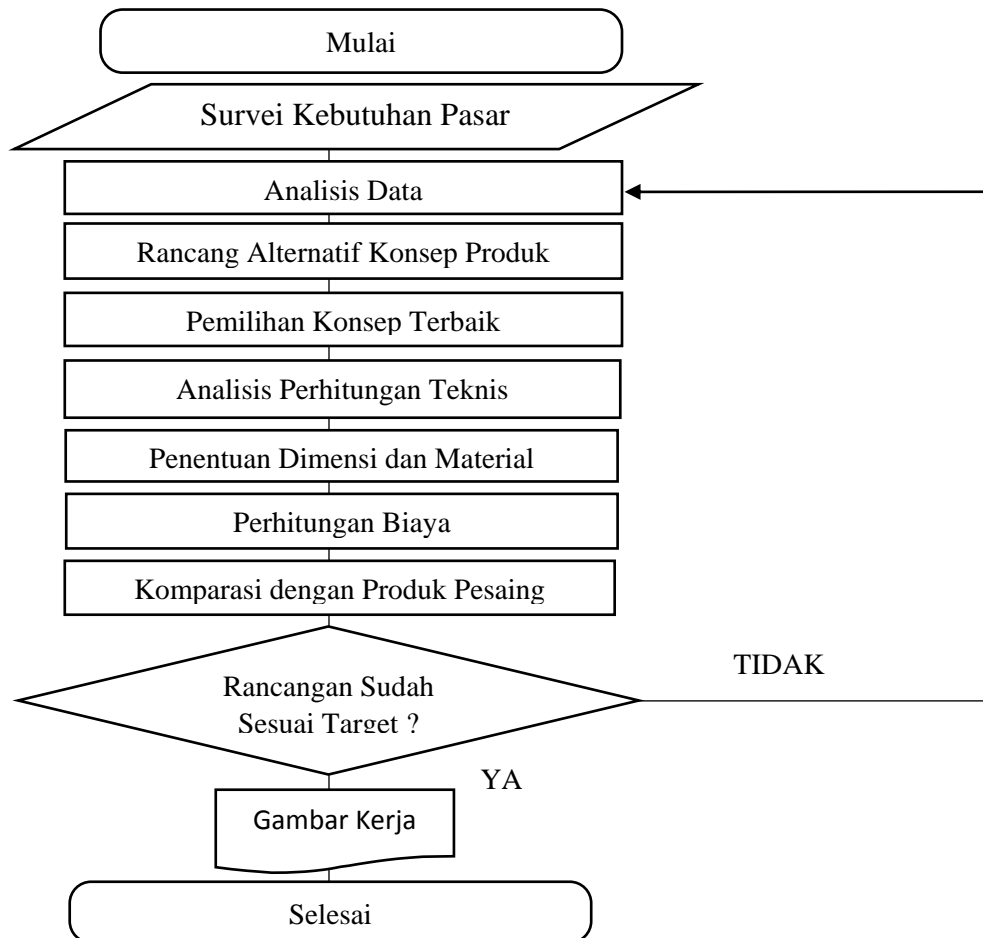 Mulai
Survei Kebutuhan Pasar
Analisis Data
Rancang Alternatif Konsep Produk
Pemilihan Konsep Terbaik
Analisis Perhitungan Teknis
Penentuan Dimensi dan Material
Perhitungan Biaya
Komparasi dengan Produk Pesaing
TIDAK
Rancangan Sudah
Sesuai Target ?
YA
Gambar Kerja
Selesai